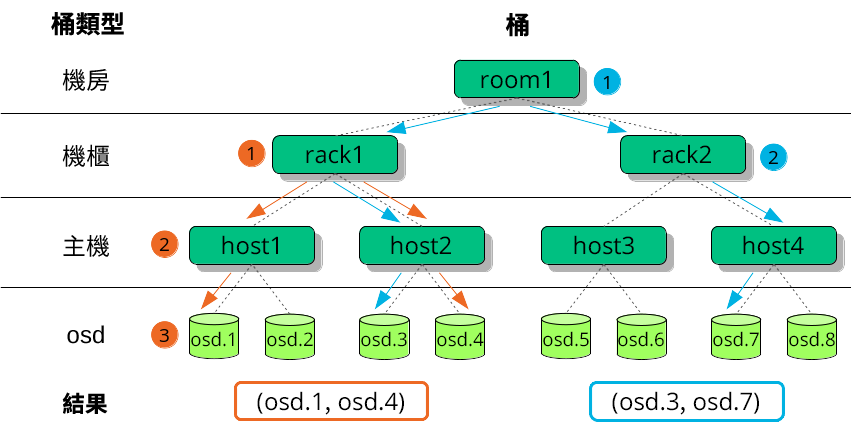 桶類型 桶
機房 room1 1
1 rack1 rack2 2
機櫃
主機 2 host1 host2 host3 host4
osd 3 osd.1 osd.2 osd.3 osd.4 osd.5 osd.6 osd.7 osd.8
結果 (osd.1, osd.4) (osd.3, osd.7)